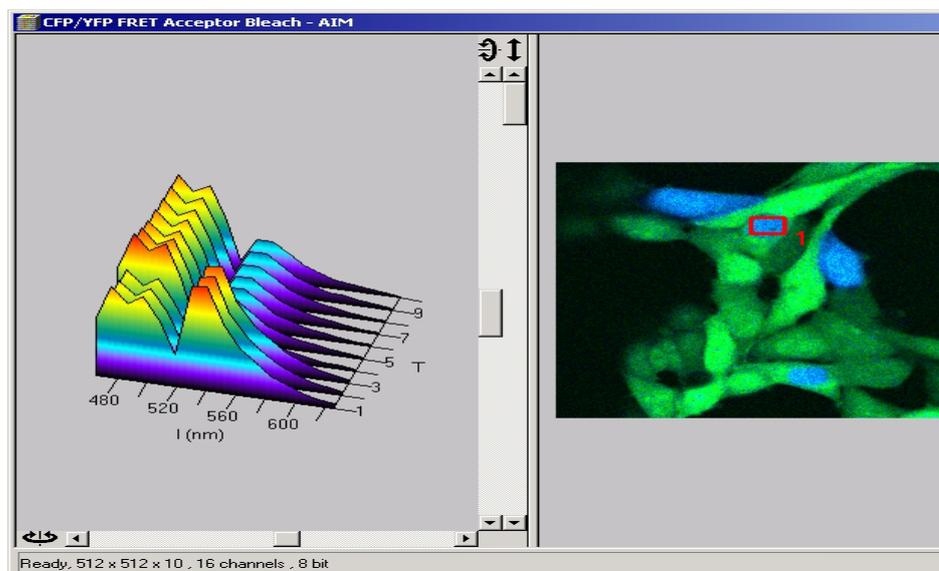 CFP/YFP FRET Acceptor Bleach - AIM
9
7
5
T
3
1
480
520
560
600
l (nm)
1
Ready, 512 x 512 x 10 , 16 channels , 8 bit